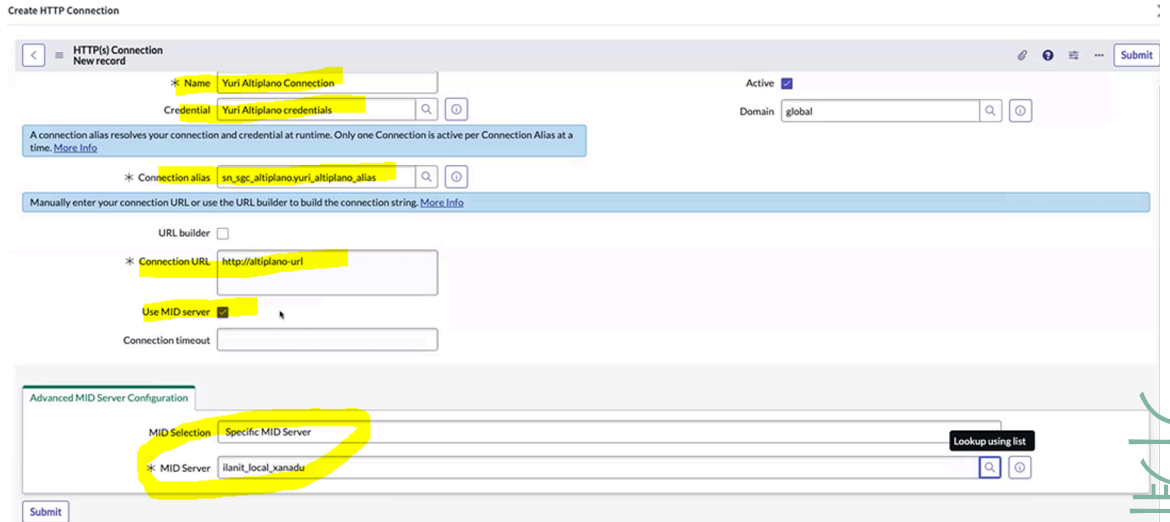 Create HTTP Connection
HTTP(s) Connection
New record
Submit
Name Yuri Altiplano Connection
Active
Credential Yuri Altiplano credentials
Domain global
A connection alias resolves your connection and credential at runtime. Only one Connection is active per Connection Alias at a
time. More Info
Connection alias sn_sgc_altiplano.yuri_altiplano_alias
Manually enter your connection URL or use the URL builder to build the connection string. More Info
URL builder
Connection URL http://altiplano-url
Use MID server
Connection timeout
Advanced MID Server Configuration
MID Selection Specific MID Server
Lookup using list
MID Server ilanit_local_xanadu
Submit